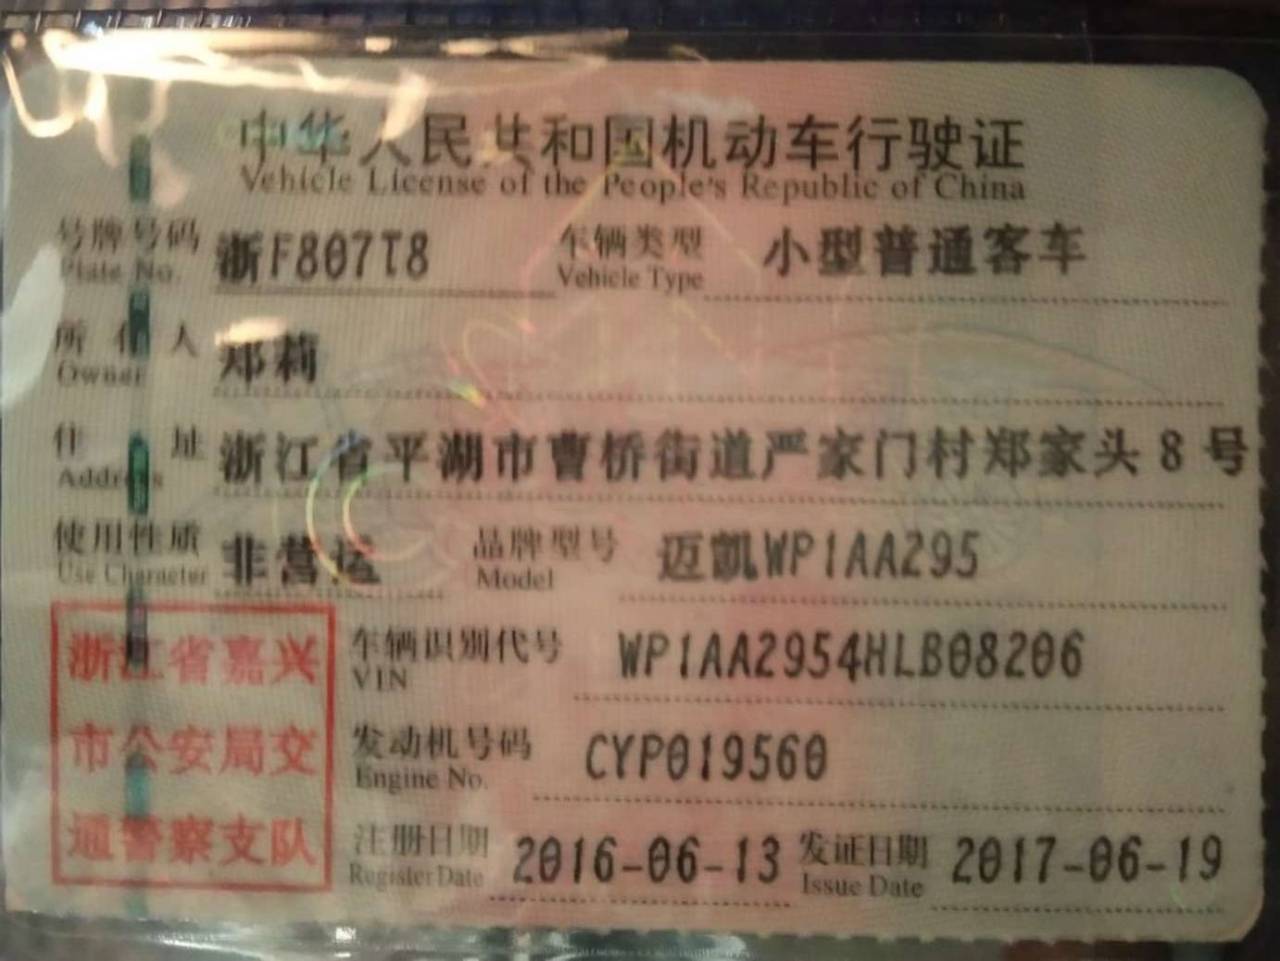 中华人民共和国机动车行驶证
Vehicle License of the People's Republic of China
号牌号码 浙F807T8 车辆类型 小型普通客车
Plate No. Vehicle Type
所有人 郑莉
Owner
住址 浙江省平湖市曹桥街道严家门村郑家头8号
Address
使用性质 非营运 品牌型号 迈凯WP1AA295
Use Character Model
浙江省嘉兴
市公安局交
通警察支队
车辆识别代号 WP1AA2954HLB08206
VIN
发动机号码 CYP019560
Engine No.
注册日期 2016-06-13 发证日期 2017-06-19
Register Date Issue Date